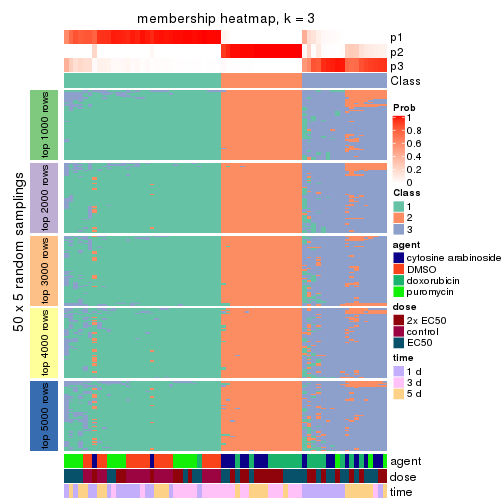 membership heatmap, k = 3
p1
p2
p3
Class
50 x 5 random samplings
top 1000 rows
top 2000 rows
top 3000 rows
top 4000 rows
top 5000 rows
Prob
1
0.8
0.6
0.4
0.2
0
Class
1
2
3
agent
cytosine arabinoside
DMSO
doxorubicin
puromycin
dose
2x EC50
control
EC50
time
1 d
3 d
5 d
agent
dose
time